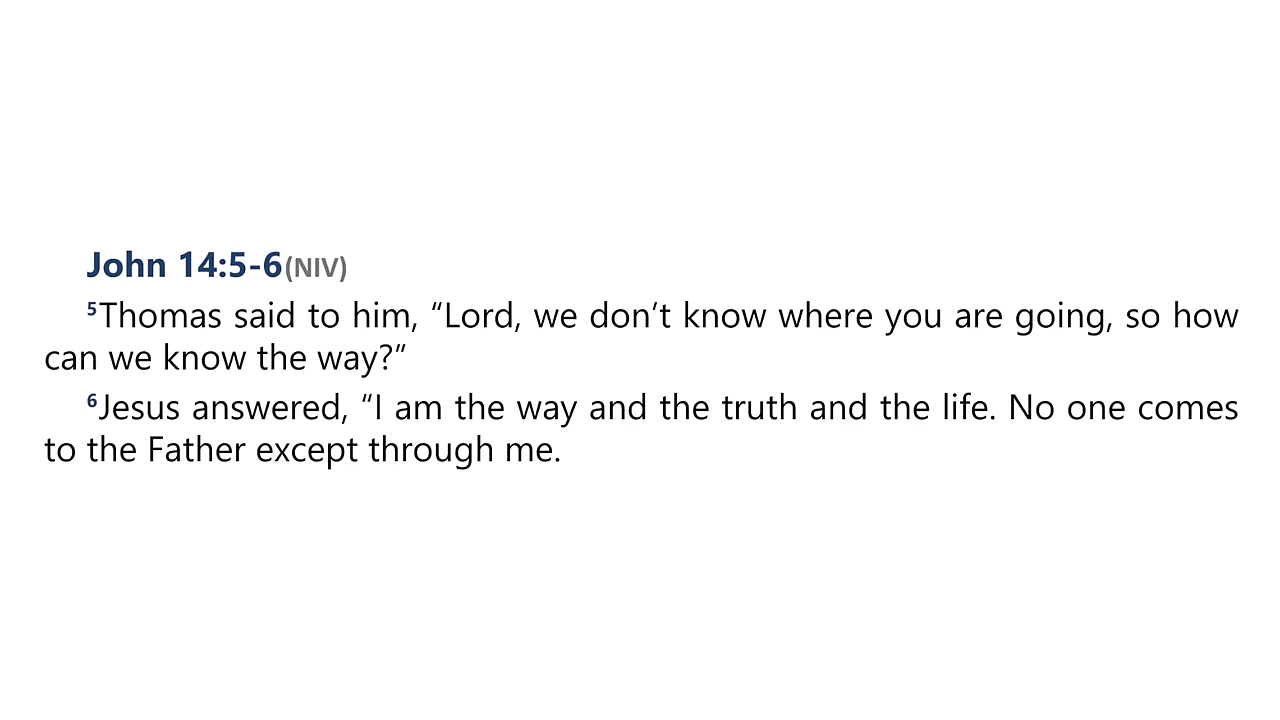 John 14:5-6(NIV)
5Thomas said to him, “Lord, we don’t know where you are going, so how
can we know the way?”
6Jesus answered, “I am the way and the truth and the life. No one comes
to the Father except through me.